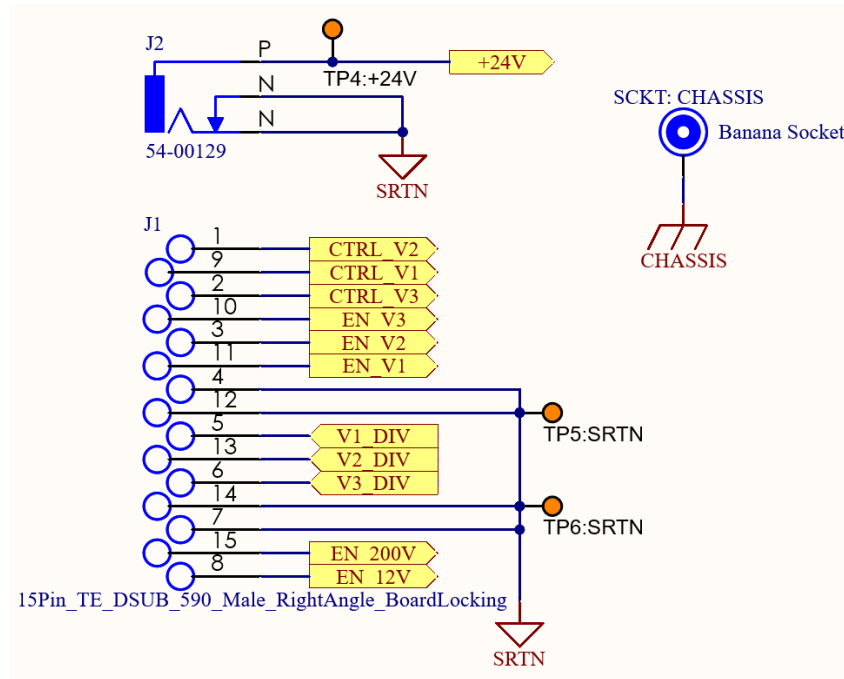 J2
P
TP4:+24V
+24V
N
N
54-00129
SRTN
SCKT: CHASSIS
Banana Socket
CHASSIS
J1
1
CTRL_V2
9
CTRL_V1
2
CTRL_V3
10
EN_V3
3
EN_V2
11
EN_V1
4
12
TP5:SRTN
5
V1_DIV
13
V2_DIV
6
V3_DIV
14
TP6:SRTN
7
15
EN_200V
8
EN_12V
15Pin_TE_DSUB_590_Male_RightAngle_BoardLocking
SRTN